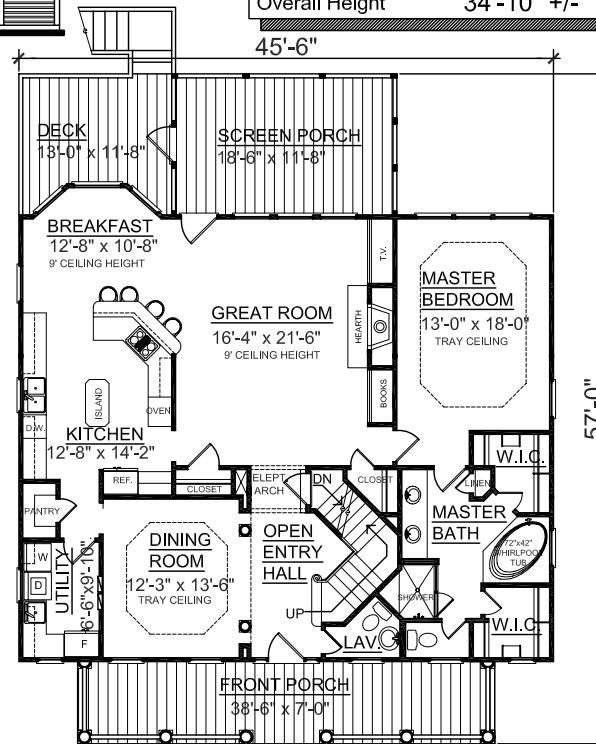 Overall Height 34'-10" +/-
45'-6"
DECK
13'-0" x 11'-8"
SCREEN PORCH
18'-6" x 11'-8"
BREAKFAST
12'-8" x 10'-8"
9' CEILING HEIGHT
T.V.
GREAT ROOM
16'-4" x 21'-6"
9' CEILING HEIGHT
HEARTH
MASTER
BEDROOM
13'-0" x 18'-0"
TRAY CEILING
57'-0"
ISLAND
OVEN
BOOKS
D.W.
KITCHEN
12'-8" x 14'-2"
REF.
CLOSET
ELEPT.
ARCH
DN
CLOSET
W.I.C.
LINEN
PANTRY
MASTER
BATH
72"x42"
WHIRLPOOL
TUB
W
D
UTILITY
6'-6"x9'-10"
F
DINING
ROOM
12'-3" x 13'-6"
TRAY CEILING
OPEN
ENTRY
HALL
UP
SHOWER
LAV.
W.I.C.
FRONT PORCH
38'-6" x 7'-0"